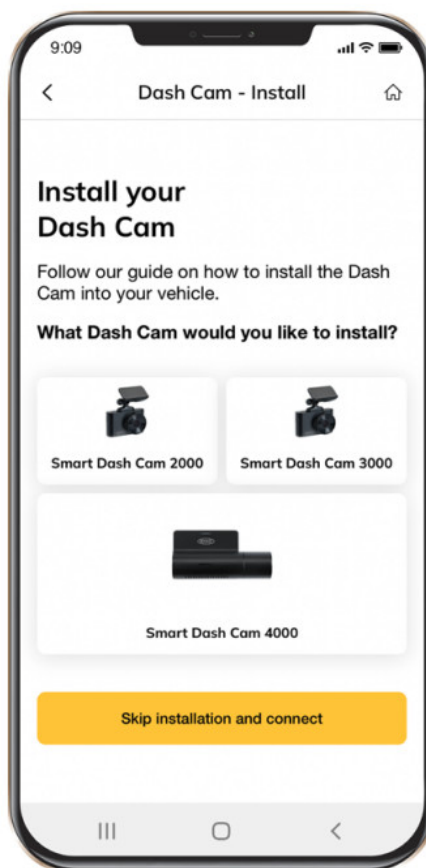 9:09
Dash Cam - Install
Install your
Dash Cam
Follow our guide on how to install the Dash
Cam into your vehicle.
What Dash Cam would you like to install?
Smart Dash Cam 2000
Smart Dash Cam 3000
Smart Dash Cam 4000
Skip installation and connect